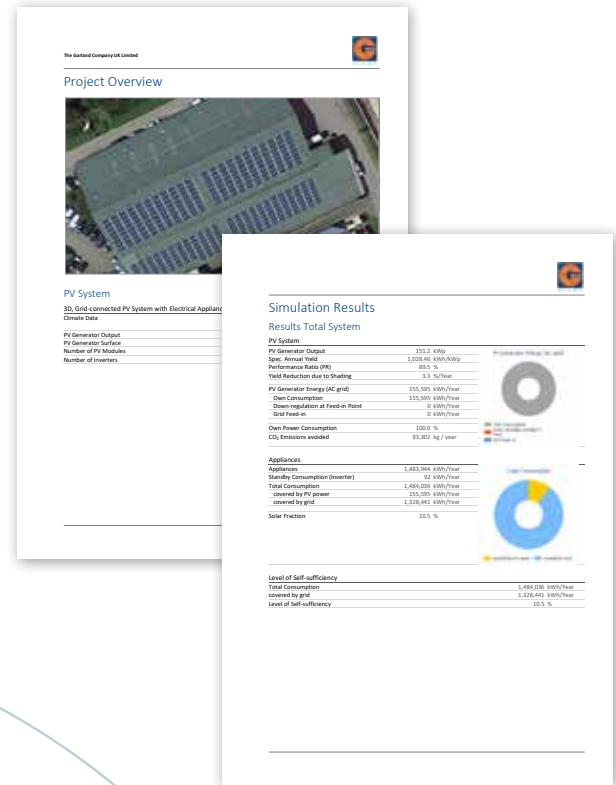 The Garland Company UK Limited
Project Overview
PV System
3D, Grid-connected PV System with Electrical
Climate Data
PV Generator Output
PV Generator Surface
Number of PV Modules
Number of Inverters
Simulation Results
Results Total System
PV System
PV Generator Output 151.2 kWp
Spec. Annual Yield 1,028.46 kWh/kWp
Performance Ratio (PR) 89.5 %
Yield Reduction due to Shading 3.3 %/Year
PV Generator Energy (AC grid) 155,595 kWh/Year
Own Consumption 155,595 kWh/Year
Down-regulation at Feed-in Point 0 kWh/Year
Grid Feed-in 0 kWh/Year
Own Power Consumption 100.0 %
CO₂ Emissions avoided 93,302 kg / year
Appliances
Appliances 1,483,944 kWh/Year
Standby Consumption (Inverter) 92 kWh/Year
Total Consumption 1,484,036 kWh/Year
covered by PV power 155,595 kWh/Year
covered by grid 1,328,441 kWh/Year
Solar Fraction 10.5 %
Level of Self-sufficiency
Total Consumption 1,484,036 kWh/Year
covered by grid 1,328,441 kWh/Year
Level of Self-sufficiency 10.5 %